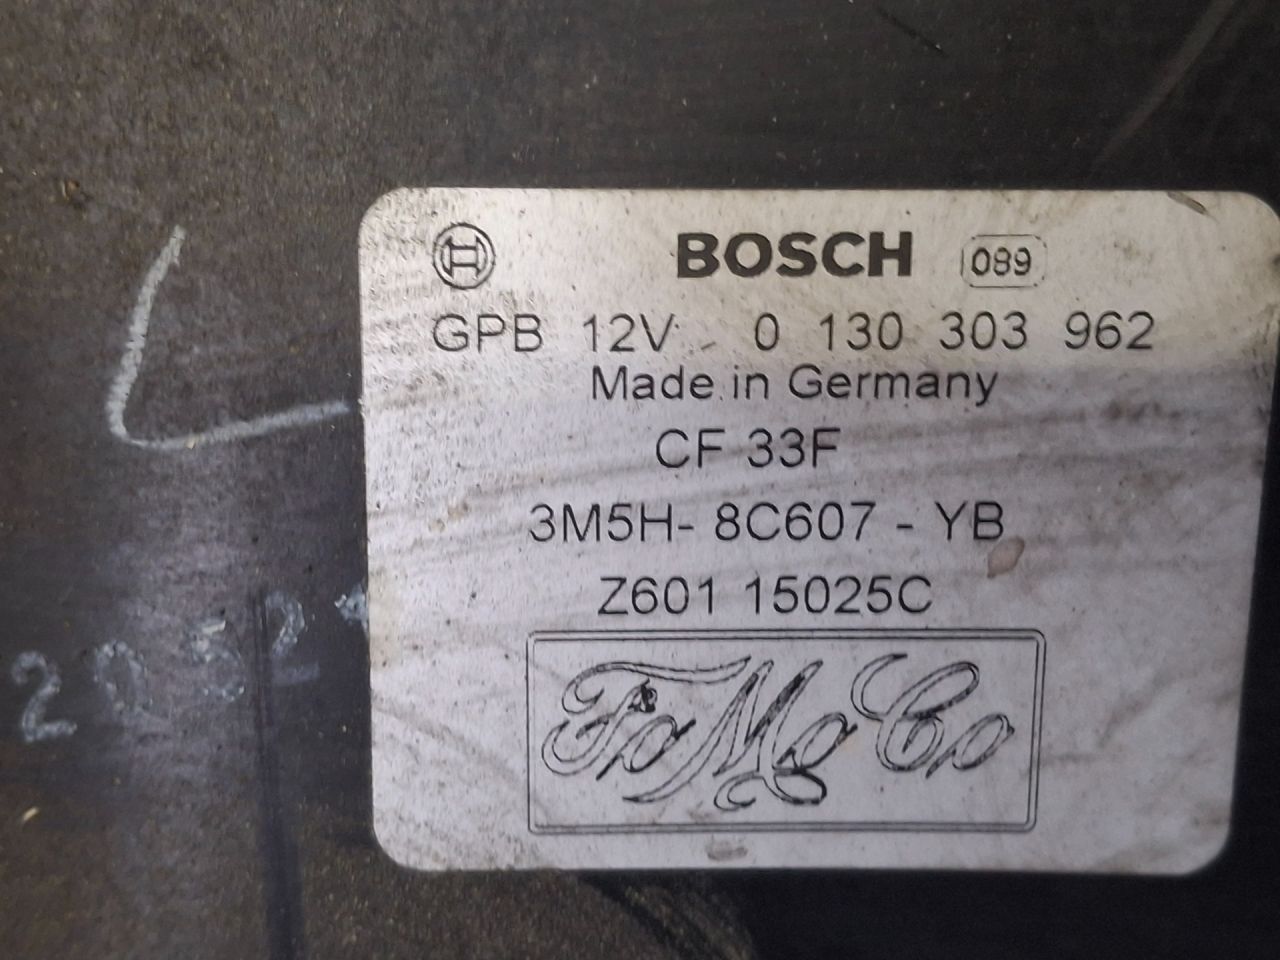 BOSCH 089
GPB 12V 0 130 303 962
Made in Germany
CF 33F
3M5H- 8C607 - YB
Z601 15025C
FoMoCo